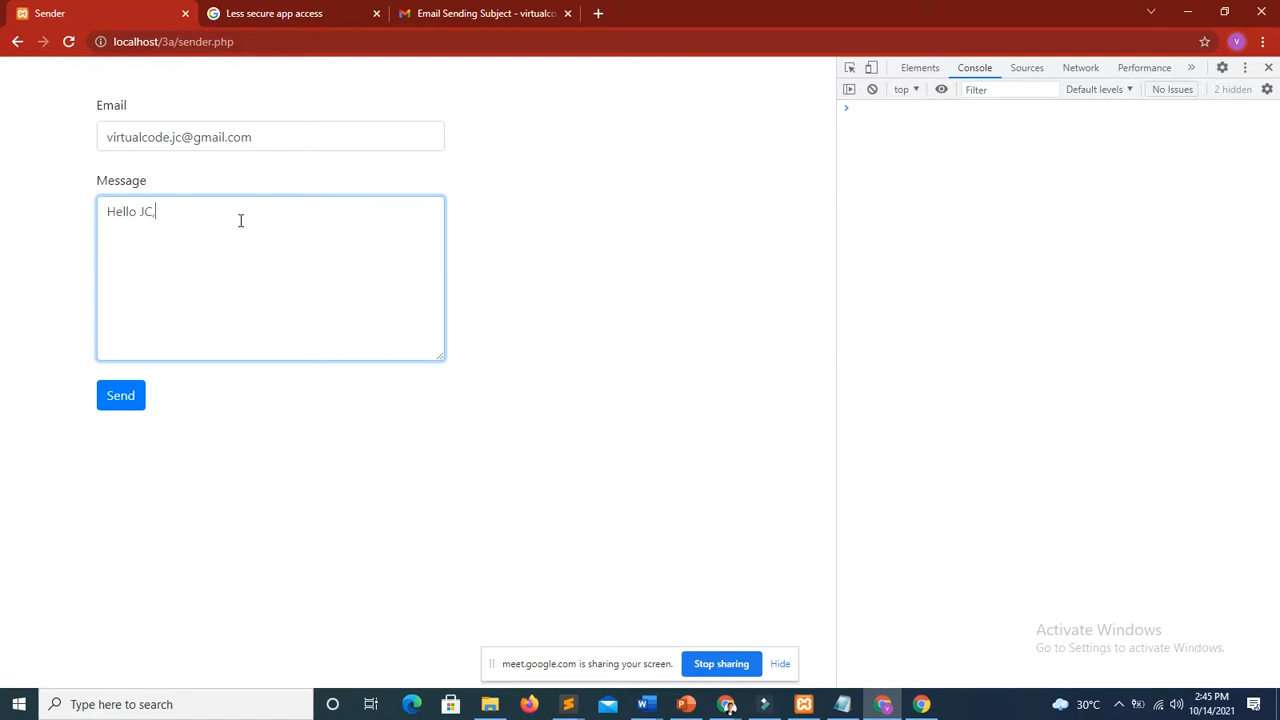 Sender
Less secure app access
Email Sending Subject - virtualco
localhost/3a/sender.php
V
Elements
Console
Sources
Network
Performance
top
Filter
Default levels
No Issues
2 hidden
Email
virtualcode.jc@gmail.com
Message
Hello JC,
Send
Activate Windows
Go to Settings to activate Windows.
meet.google.com is sharing your screen.
Stop sharing
Hide
Type here to search
30°C
2:45 PM
10/14/2021